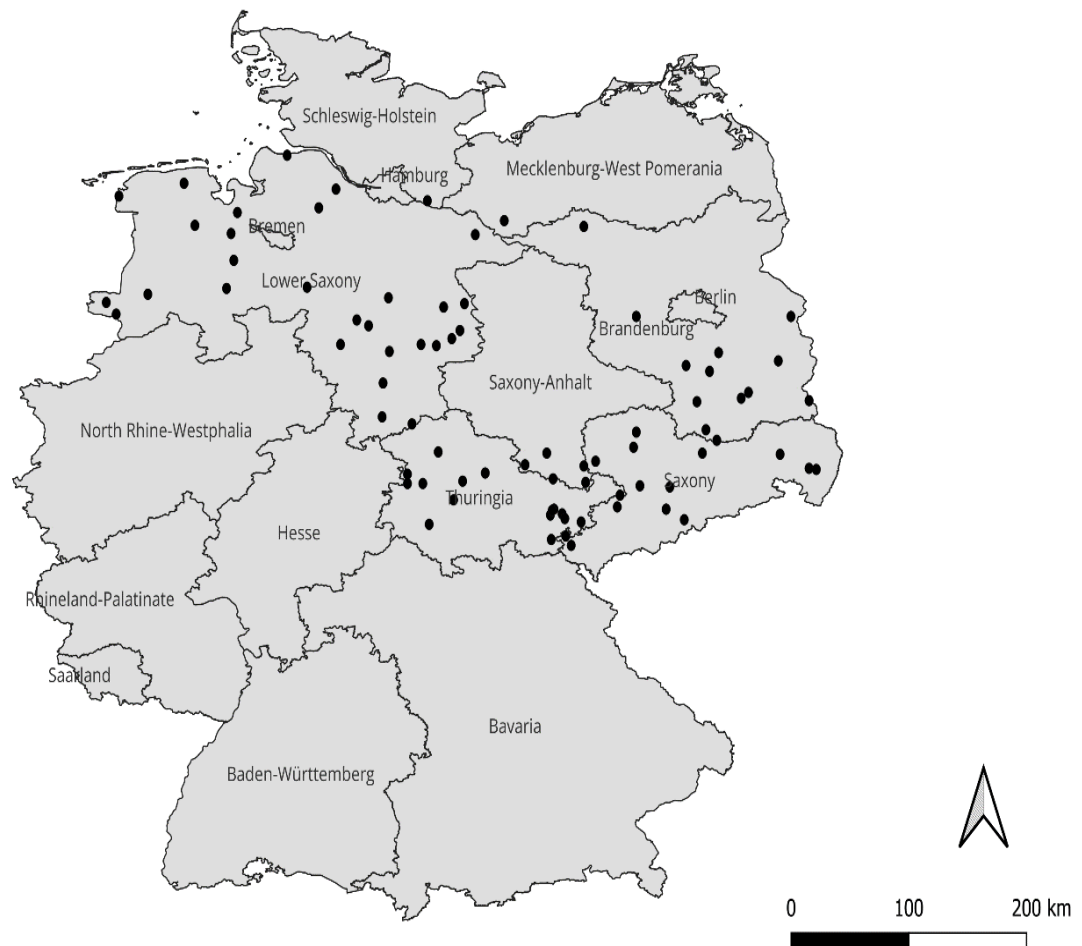 Schleswig-Holstein
Mecklenburg-West Pomerania
Hamburg
Bremen
Lower Saxony
Berlin
Brandenburg
Saxony-Anhalt
North Rhine-Westphalia
Saxony
Thuringia
Hesse
Rhineland-Palatinate
Saarland
Bavaria
Baden-Württemberg
0 100 200 km